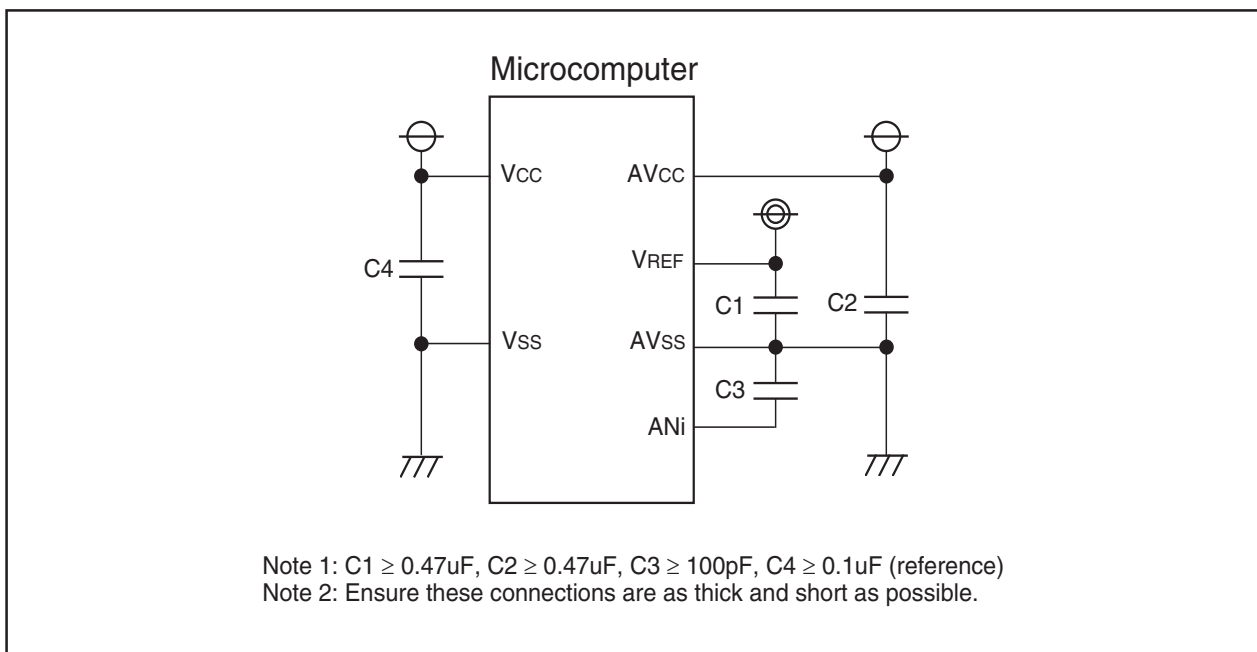 Microcomputer
VCC
AVCC
VREF
C4
C1
C2
VSS
AVSS
C3
ANi
Note 1: C1 ≥ 0.47uF, C2 ≥ 0.47uF, C3 ≥ 100pF, C4 ≥ 0.1uF (reference)
Note 2: Ensure these connections are as thick and short as possible.